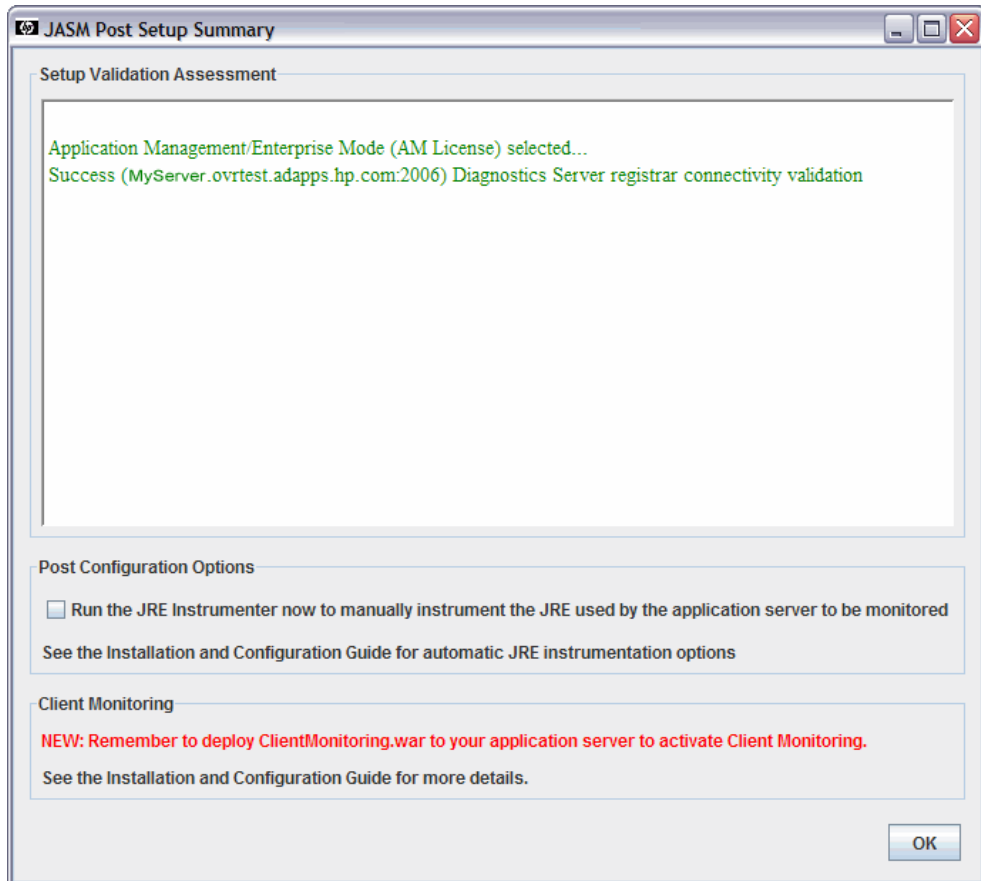 JASM Post Setup Summary
Setup Validation Assessment
Application Management/Enterprise Mode (AM License) selected...
Success (MyServer.ovrtest.adapps.hp.com:2006) Diagnostics Server registrar connectivity validation
Post Configuration Options
Run the JRE Instrumenter now to manually instrument the JRE used by the application server to be monitored
See the Installation and Configuration Guide for automatic JRE instrumentation options
Client Monitoring
NEW: Remember to deploy ClientMonitoring.war to your application server to activate Client Monitoring.
See the Installation and Configuration Guide for more details.
OK